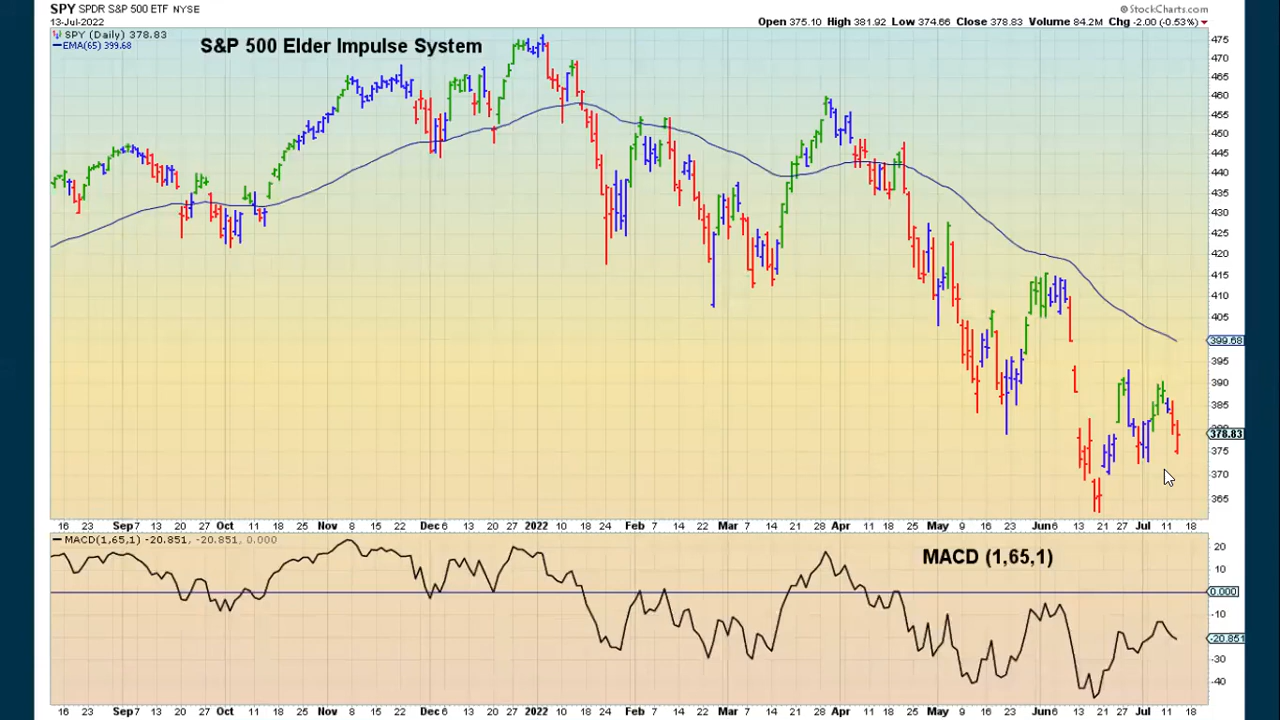 SPY SPDR S&P 500 ETF NYSE
© StockCharts.com
13-Jul-2022
Open 375.10 High 381.92 Low 374.66 Close 378.83 Volume 84.2M Chg -2.00 (-0.53%)
SPY (Daily) 378.83
EMA(65) 399.68
S&P 500 Elder Impulse System
475
470
465
460
455
450
445
440
435
430
425
420
415
410
405
399.68
395
390
385
380
378.83
375
370
365
16 23 Sep 7 13 20 27 Oct 11 18 25 Nov 8 15 22 Dec 6 13 20 27 2022 10 18 24 Feb 7 14 22 Mar 7 14 21 28 Apr 11 18 25 May 9 16 23 Jun 6 13 21 27 Jul 11 18
MACD(1,65,1) -20.851, -20.851, 0.000
MACD (1,65,1)
20
10
0.000
-10
-20.851
-30
-40
16 23 Sep 7 13 20 27 Oct 11 18 25 Nov 8 15 22 Dec 6 13 20 27 2022 10 18 24 Feb 7 14 22 Mar 7 14 21 28 Apr 11 18 25 May 9 16 23 Jun 6 13 21 27 Jul 11 18